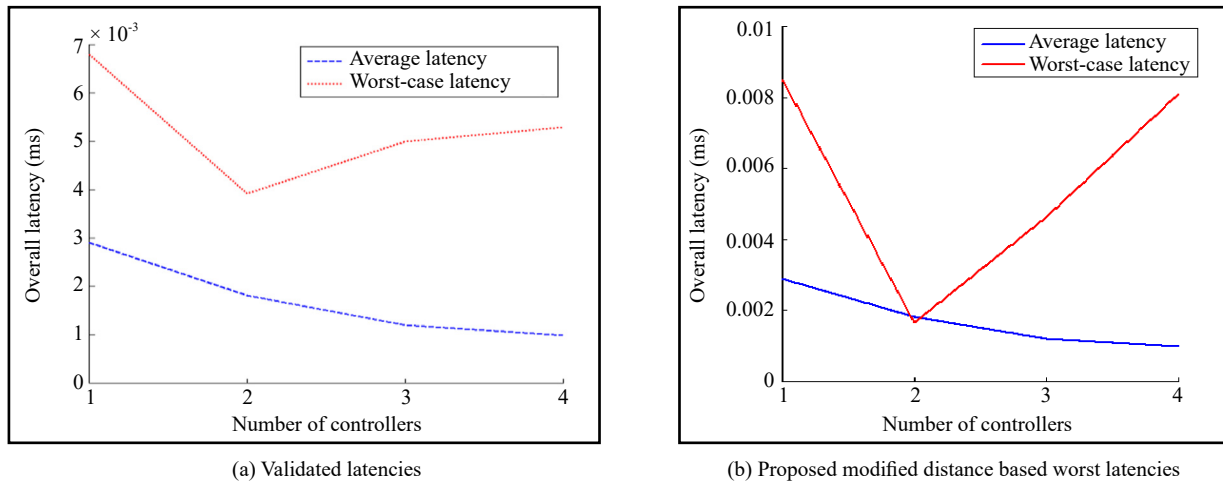 7 × 10⁻³
6
5
4
3
2
1
0
1
2
3
4
Overall latency (ms)
Number of controllers
Average latency
Worst-case latency
(a) Validated latencies
0.01
0.008
0.006
0.004
0.002
0
1
2
3
4
Overall latency (ms)
Number of controllers
Average latency
Worst-case latency
(b) Proposed modified distance based worst latencies